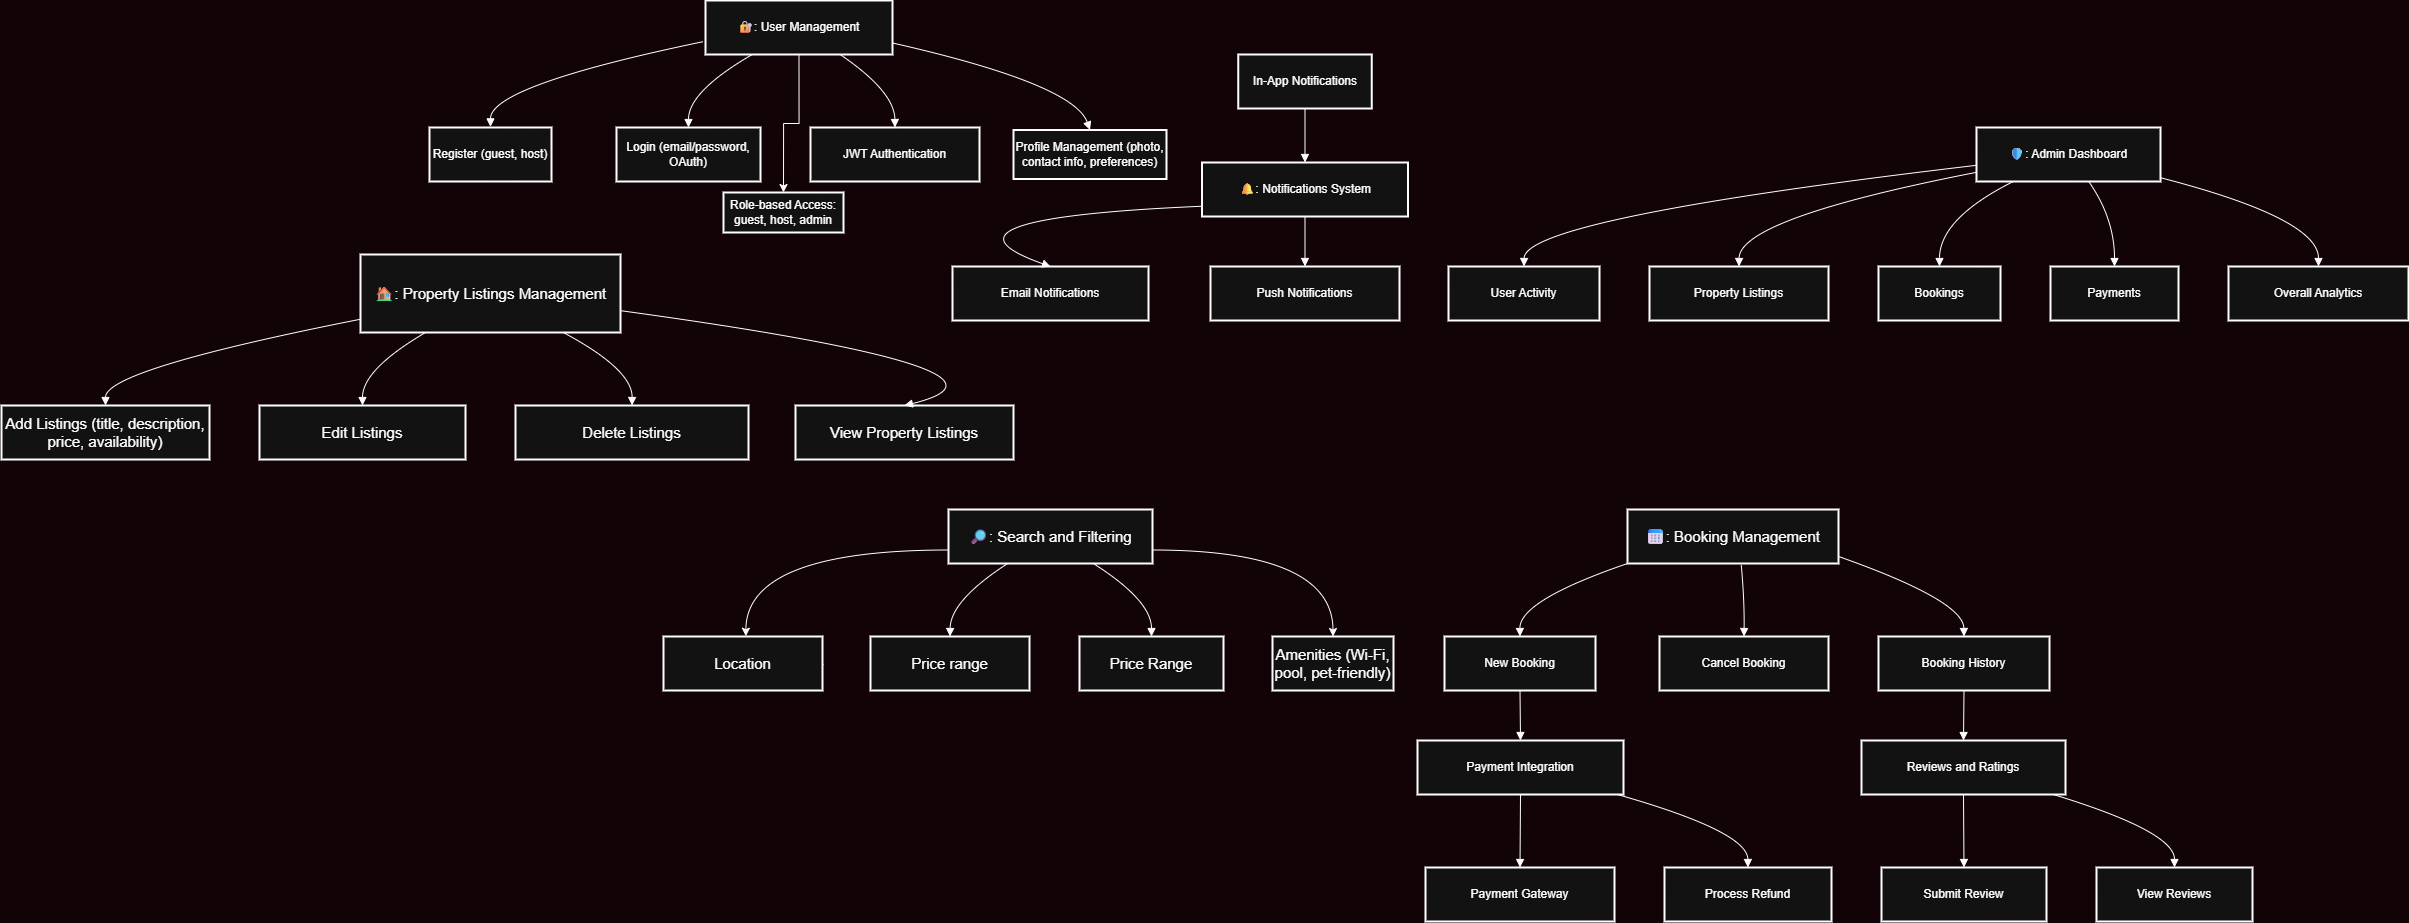 🔐: User Management
Register (guest, host)
Login (email/password,
OAuth)
JWT Authentication
Profile Management (photo,
contact info, preferences)
Role-based Access:
guest, host, admin
In-App Notifications
🔔: Notifications System
Email Notifications
Push Notifications
🛡️: Admin Dashboard
User Activity
Property Listings
Bookings
Payments
Overall Analytics
🏠: Property Listings Management
Add Listings (title, description,
price, availability)
Edit Listings
Delete Listings
View Property Listings
🔎: Search and Filtering
Location
Price range
Price Range
Amenities (Wi-Fi,
pool, pet-friendly)
🗓️: Booking Management
New Booking
Cancel Booking
Booking History
Payment Integration
Reviews and Ratings
Payment Gateway
Process Refund
Submit Review
View Reviews